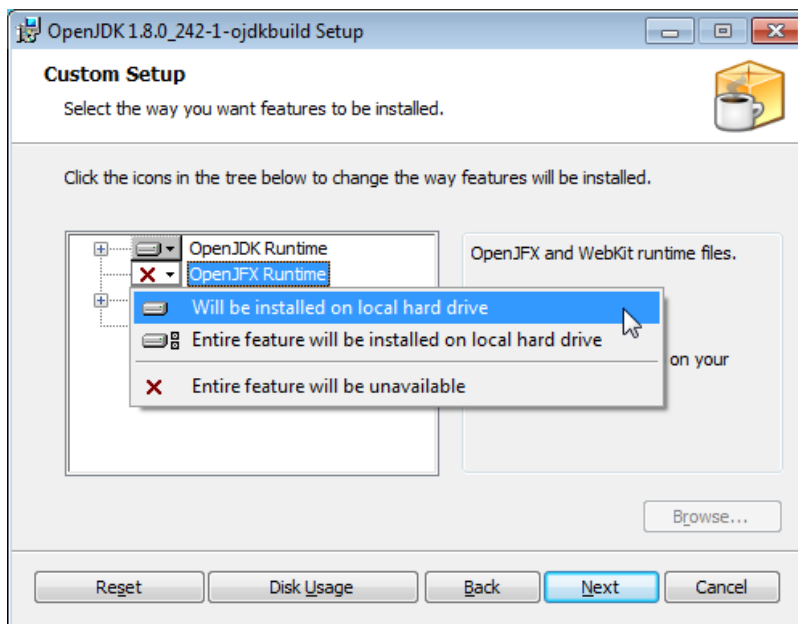 OpenJDK 1.8.0_242-1-ojdkbuild Setup
Custom Setup
Select the way you want features to be installed.
Click the icons in the tree below to change the way features will be installed.
OpenJDK Runtime
OpenJFX Runtime
OpenJFX and WebKit runtime files.
Will be installed on local hard drive
Entire feature will be installed on local hard drive
on your
Entire feature will be unavailable
Browse...
Reset
Disk Usage
Back
Next
Cancel